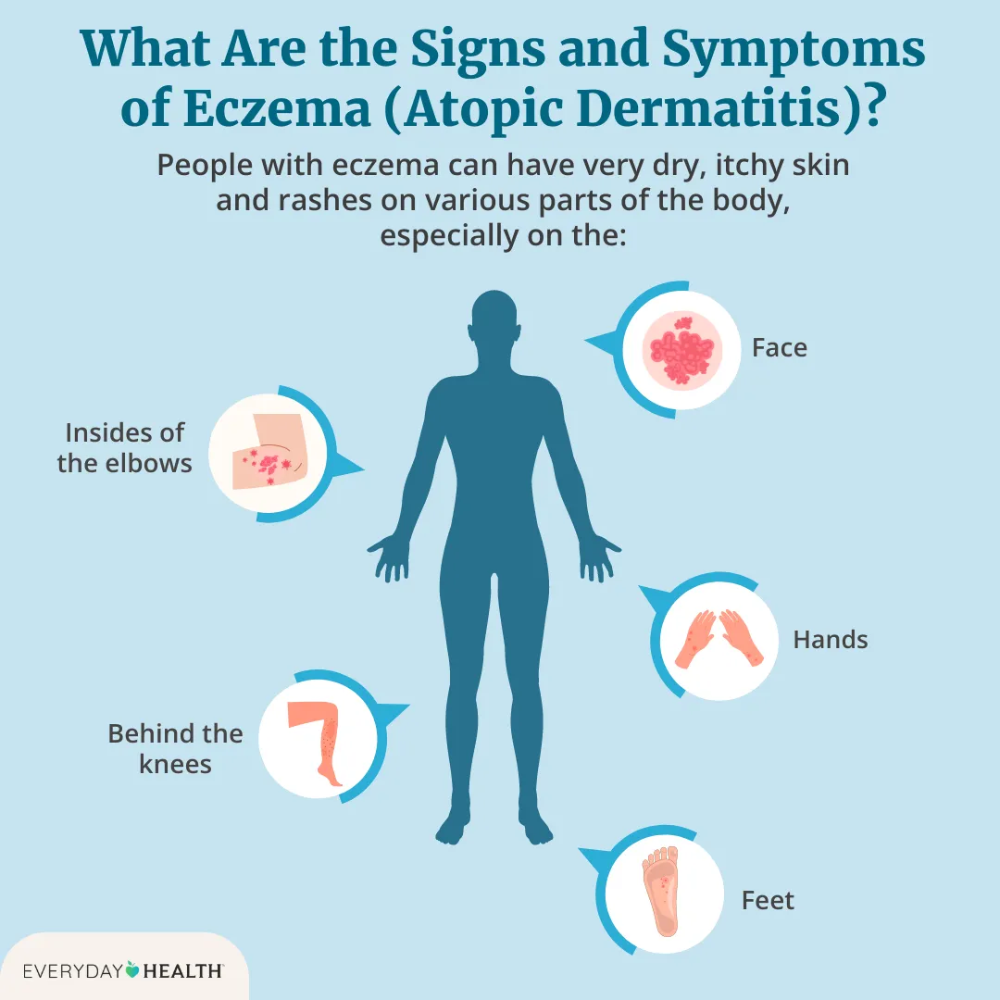 What Are the Signs and Symptoms
of Eczema (Atopic Dermatitis)?
People with eczema can have very dry, itchy skin
and rashes on various parts of the body,
especially on the:
Face
Insides of
the elbows
Hands
Behind the
knees
Feet
EVERYDAY HEALTH